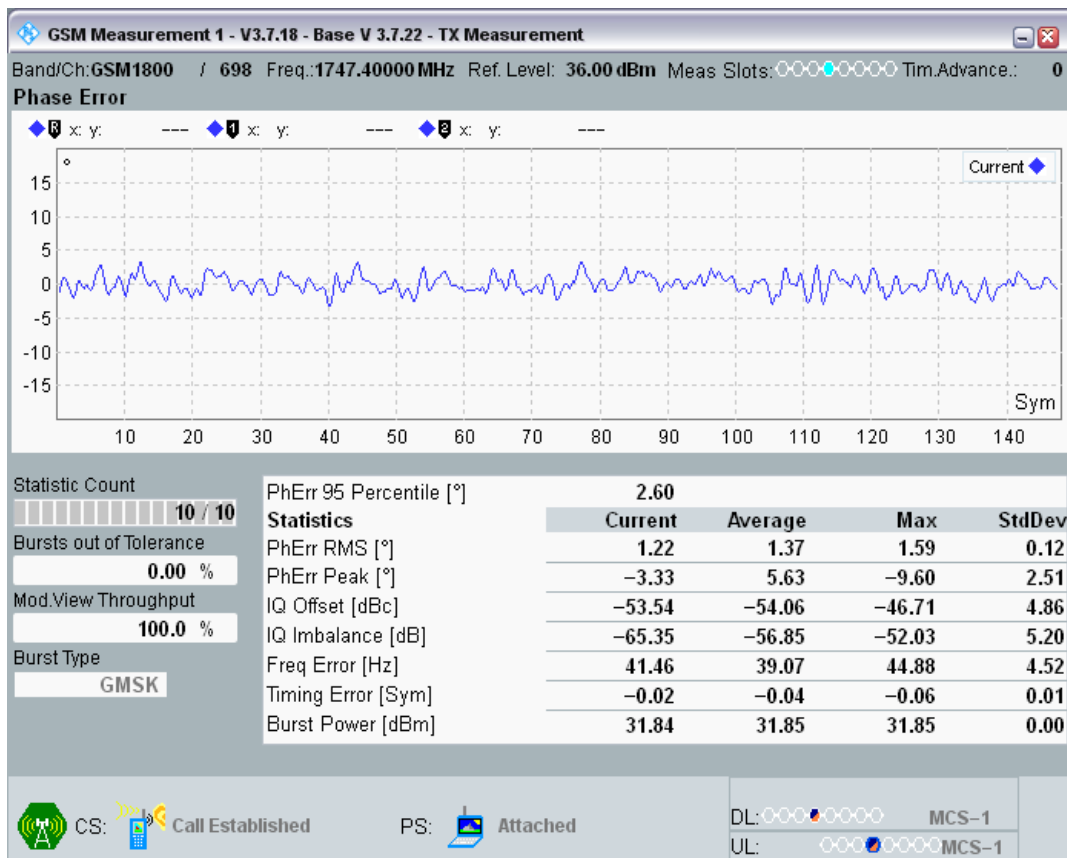 GSM Measurement 1 - V3.7.18 - Base V 3.7.22 - TX Measurement
Band/Ch:GSM1800 / 698 Freq.:1747.40000 MHz Ref. Level: 36.00 dBm Meas Slots: Tim.Advance.: 0
Phase Error
R x: y: --- 1 x: y: --- 2 x: y: ---
°
Current
15
10
5
0
-5
-10
-15
Sym
10 20 30 40 50 60 70 80 90 100 110 120 130 140
Statistic Count
10 / 10
Bursts out of Tolerance
0.00 %
Mod.View Throughput
100.0 %
Burst Type
GMSK
PhErr 95 Percentile [°] 2.60
Statistics Current Average Max StdDev
PhErr RMS [°] 1.22 1.37 1.59 0.12
PhErr Peak [°] −3.33 5.63 −9.60 2.51
IQ Offset [dBc] −53.54 −54.06 −46.71 4.86
IQ Imbalance [dB] −65.35 −56.85 −52.03 5.20
Freq Error [Hz] 41.46 39.07 44.88 4.52
Timing Error [Sym] −0.02 −0.04 −0.06 0.01
Burst Power [dBm] 31.84 31.85 31.85 0.00
CS: Call Established PS: Attached
DL: MCS−1
UL: MCS−1